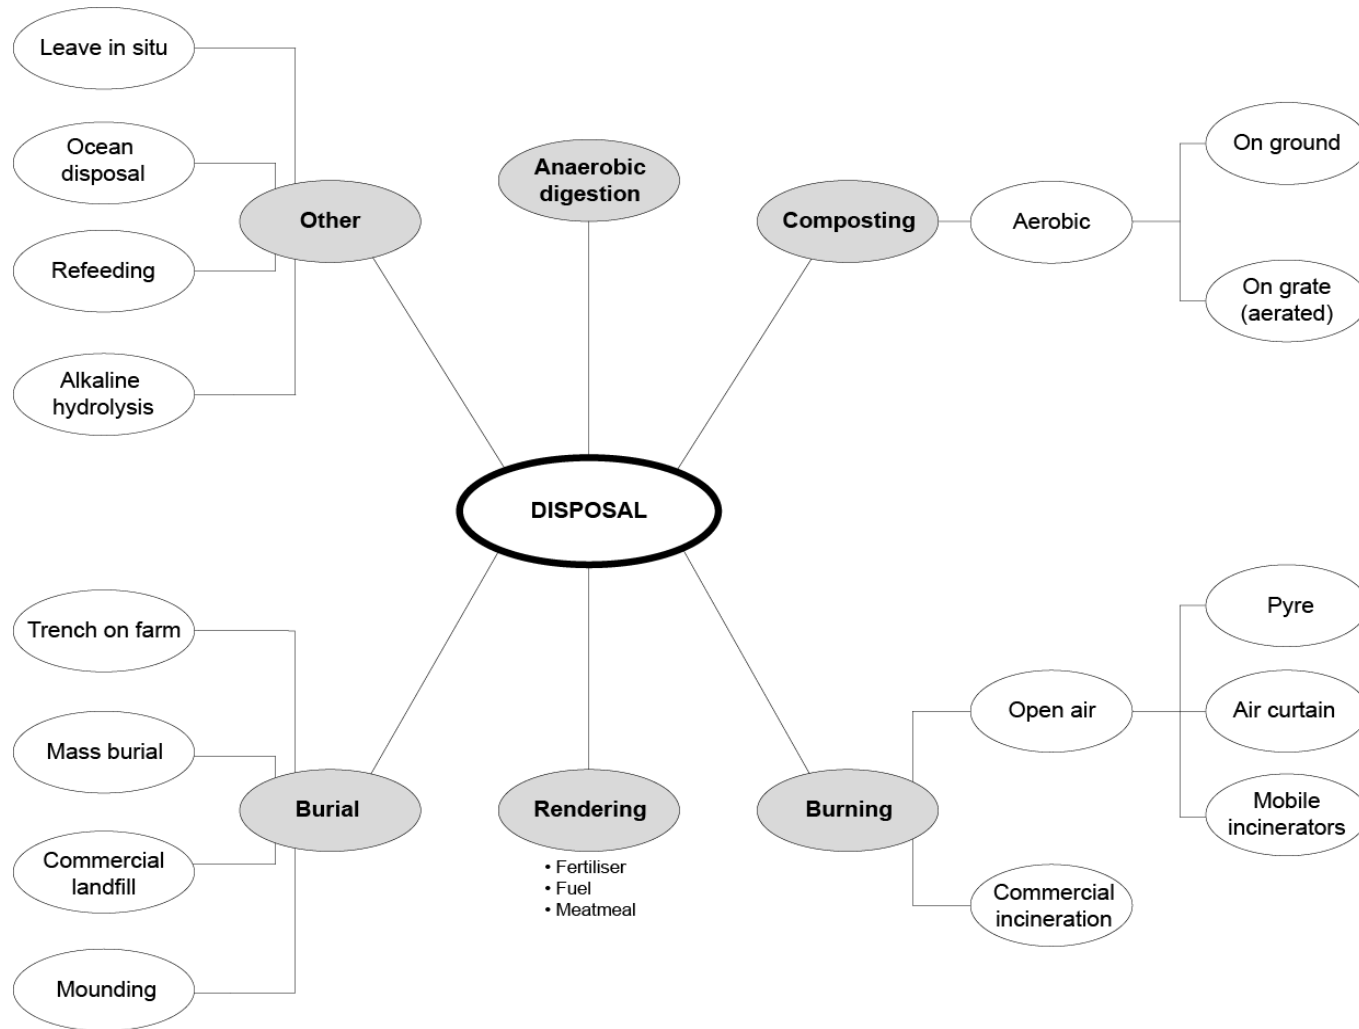 Leave in situ
Ocean
disposal
Refeeding
Alkaline
hydrolysis
Other
Anaerobic
digestion
Composting
Aerobic
On ground
On grate
(aerated)
DISPOSAL
Trench on farm
Mass burial
Commercial
landfill
Mounding
Burial
Rendering
• Fertiliser
• Fuel
• Meatmeal
Burning
Open air
Commercial
incineration
Pyre
Air curtain
Mobile
incinerators